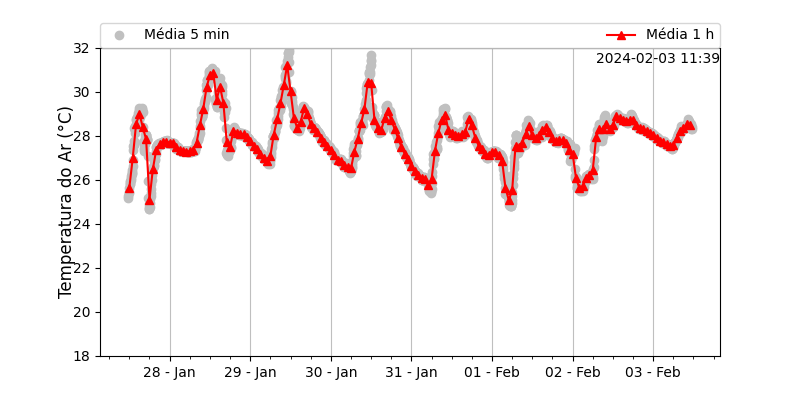 Média 5 min
Média 1 h
2024-02-03 11:39
Temperatura do Ar (°C)
32
30
28
26
24
22
20
18
28 - Jan
29 - Jan
30 - Jan
31 - Jan
01 - Feb
02 - Feb
03 - Feb